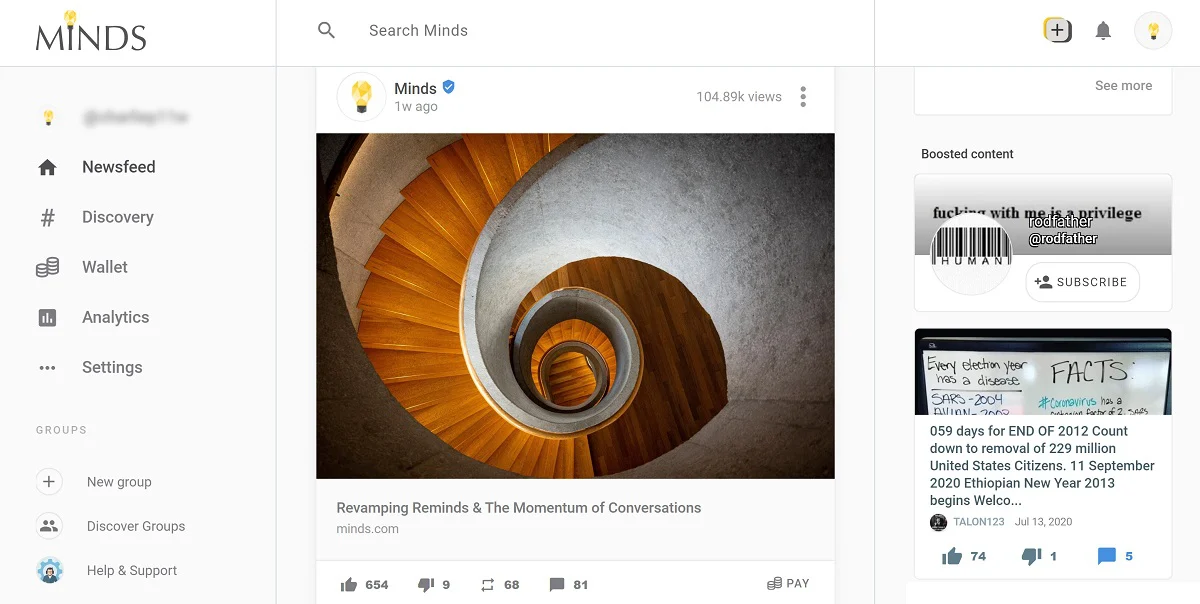 MINDS
Search Minds
Newsfeed
Discovery
Wallet
Analytics
Settings
GROUPS
New group
Discover Groups
Help & Support
Minds
1w ago
104.89k views
Revamping Reminds & The Momentum of Conversations
minds.com
654
9
68
81
PAY
See more
Boosted content
fucking with me is a privilege
rodfather
@rodfather
HUMAN
SUBSCRIBE
Every election year
has a disease
SARS-2004
FACTS:
#Coronavirus has a
factor of 2.
059 days for END OF 2012 Count
down to removal of 229 million
United States Citizens. 11 September
2020 Ethiopian New Year 2013
begins Welco...
TALON123 Jul 13, 2020
74
1
5